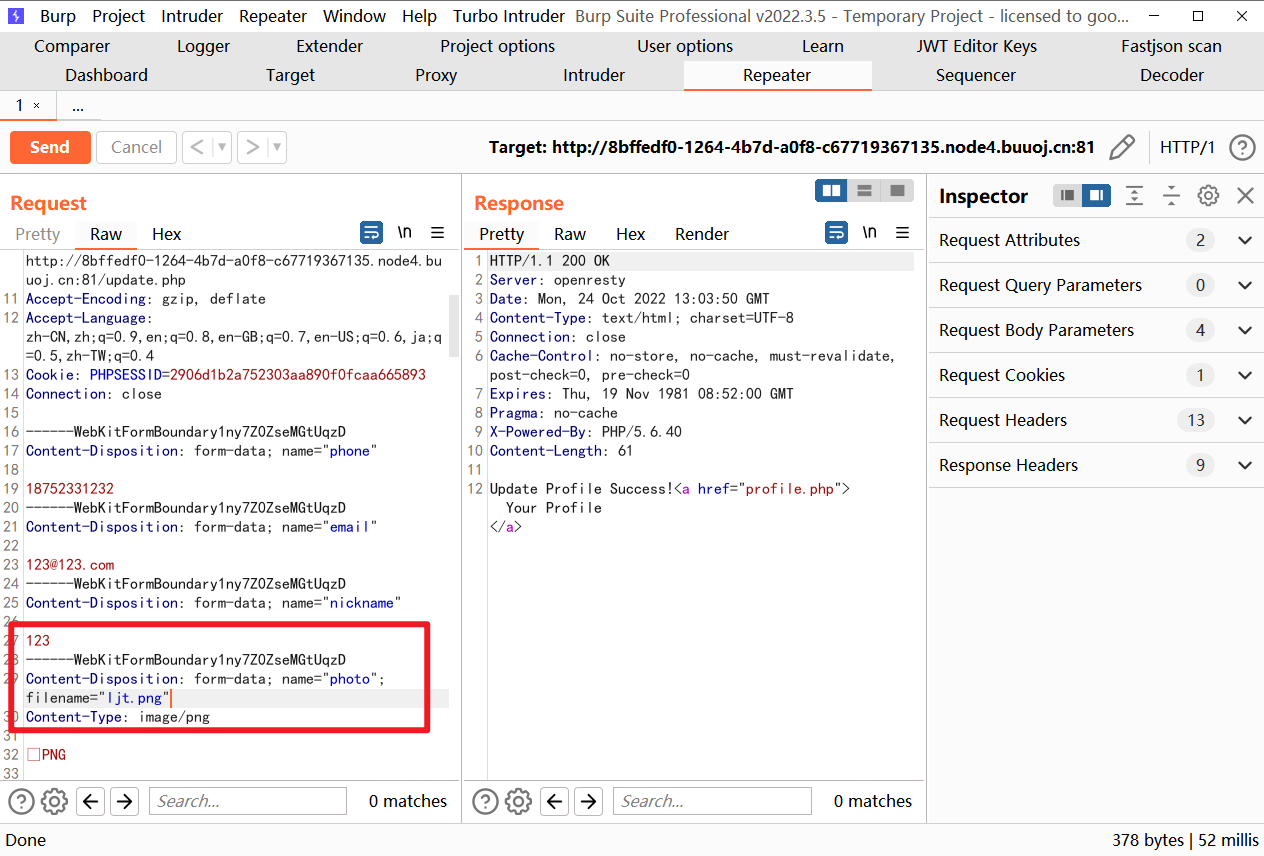 Burp Project Intruder Repeater Window Help Turbo Intruder Burp Suite Professional v2022.3.5 - Temporary Project - licensed to goo...
Comparer Logger Extender Project options User options Learn JWT Editor Keys Fastjson scan
Dashboard Target Proxy Intruder Repeater Sequencer Decoder
1 × ...
Send Cancel < > Target: http://8bffedf0-1264-4b7d-a0f8-c67719367135.node4.buuoj.cn:81 HTTP/1 ?
Request
Pretty Raw Hex \n
http://8bffedf0-1264-4b7d-a0f8-c67719367135.node4.bu
uoj.cn:81/update.php
11 Accept-Encoding: gzip, deflate
12 Accept-Language:
zh-CN,zh;q=0.9,en;q=0.8,en-GB;q=0.7,en-US;q=0.6,ja;q
=0.5,zh-TW;q=0.4
13 Cookie: PHPSESSID=2906d1b2a752303aa890f0fcaa665893
14 Connection: close
15
16 ------WebKitFormBoundary1ny7Z0ZseMGtUqzD
17 Content-Disposition: form-data; name="phone"
18
19 18752331232
20 ------WebKitFormBoundary1ny7Z0ZseMGtUqzD
21 Content-Disposition: form-data; name="email"
22
23 123@123.com
24 ------WebKitFormBoundary1ny7Z0ZseMGtUqzD
25 Content-Disposition: form-data; name="nickname"
26
27 123
28 ------WebKitFormBoundary1ny7Z0ZseMGtUqzD
29 Content-Disposition: form-data; name="photo";
filename="ljt.png"
30 Content-Type: image/png
31
32 □PNG
33
? Search... 0 matches
Response
Pretty Raw Hex Render \n
1 HTTP/1.1 200 OK
2 Server: openresty
3 Date: Mon, 24 Oct 2022 13:03:50 GMT
4 Content-Type: text/html; charset=UTF-8
5 Connection: close
6 Cache-Control: no-store, no-cache, must-revalidate,
post-check=0, pre-check=0
7 Expires: Thu, 19 Nov 1981 08:52:00 GMT
8 Pragma: no-cache
9 X-Powered-By: PHP/5.6.40
10 Content-Length: 61
11
12 Update Profile Success!<a href="profile.php">
Your Profile
</a>
? Search... 0 matches
Inspector
Request Attributes 2
Request Query Parameters 0
Request Body Parameters 4
Request Cookies 1
Request Headers 13
Response Headers 9
Done 378 bytes | 52 millis